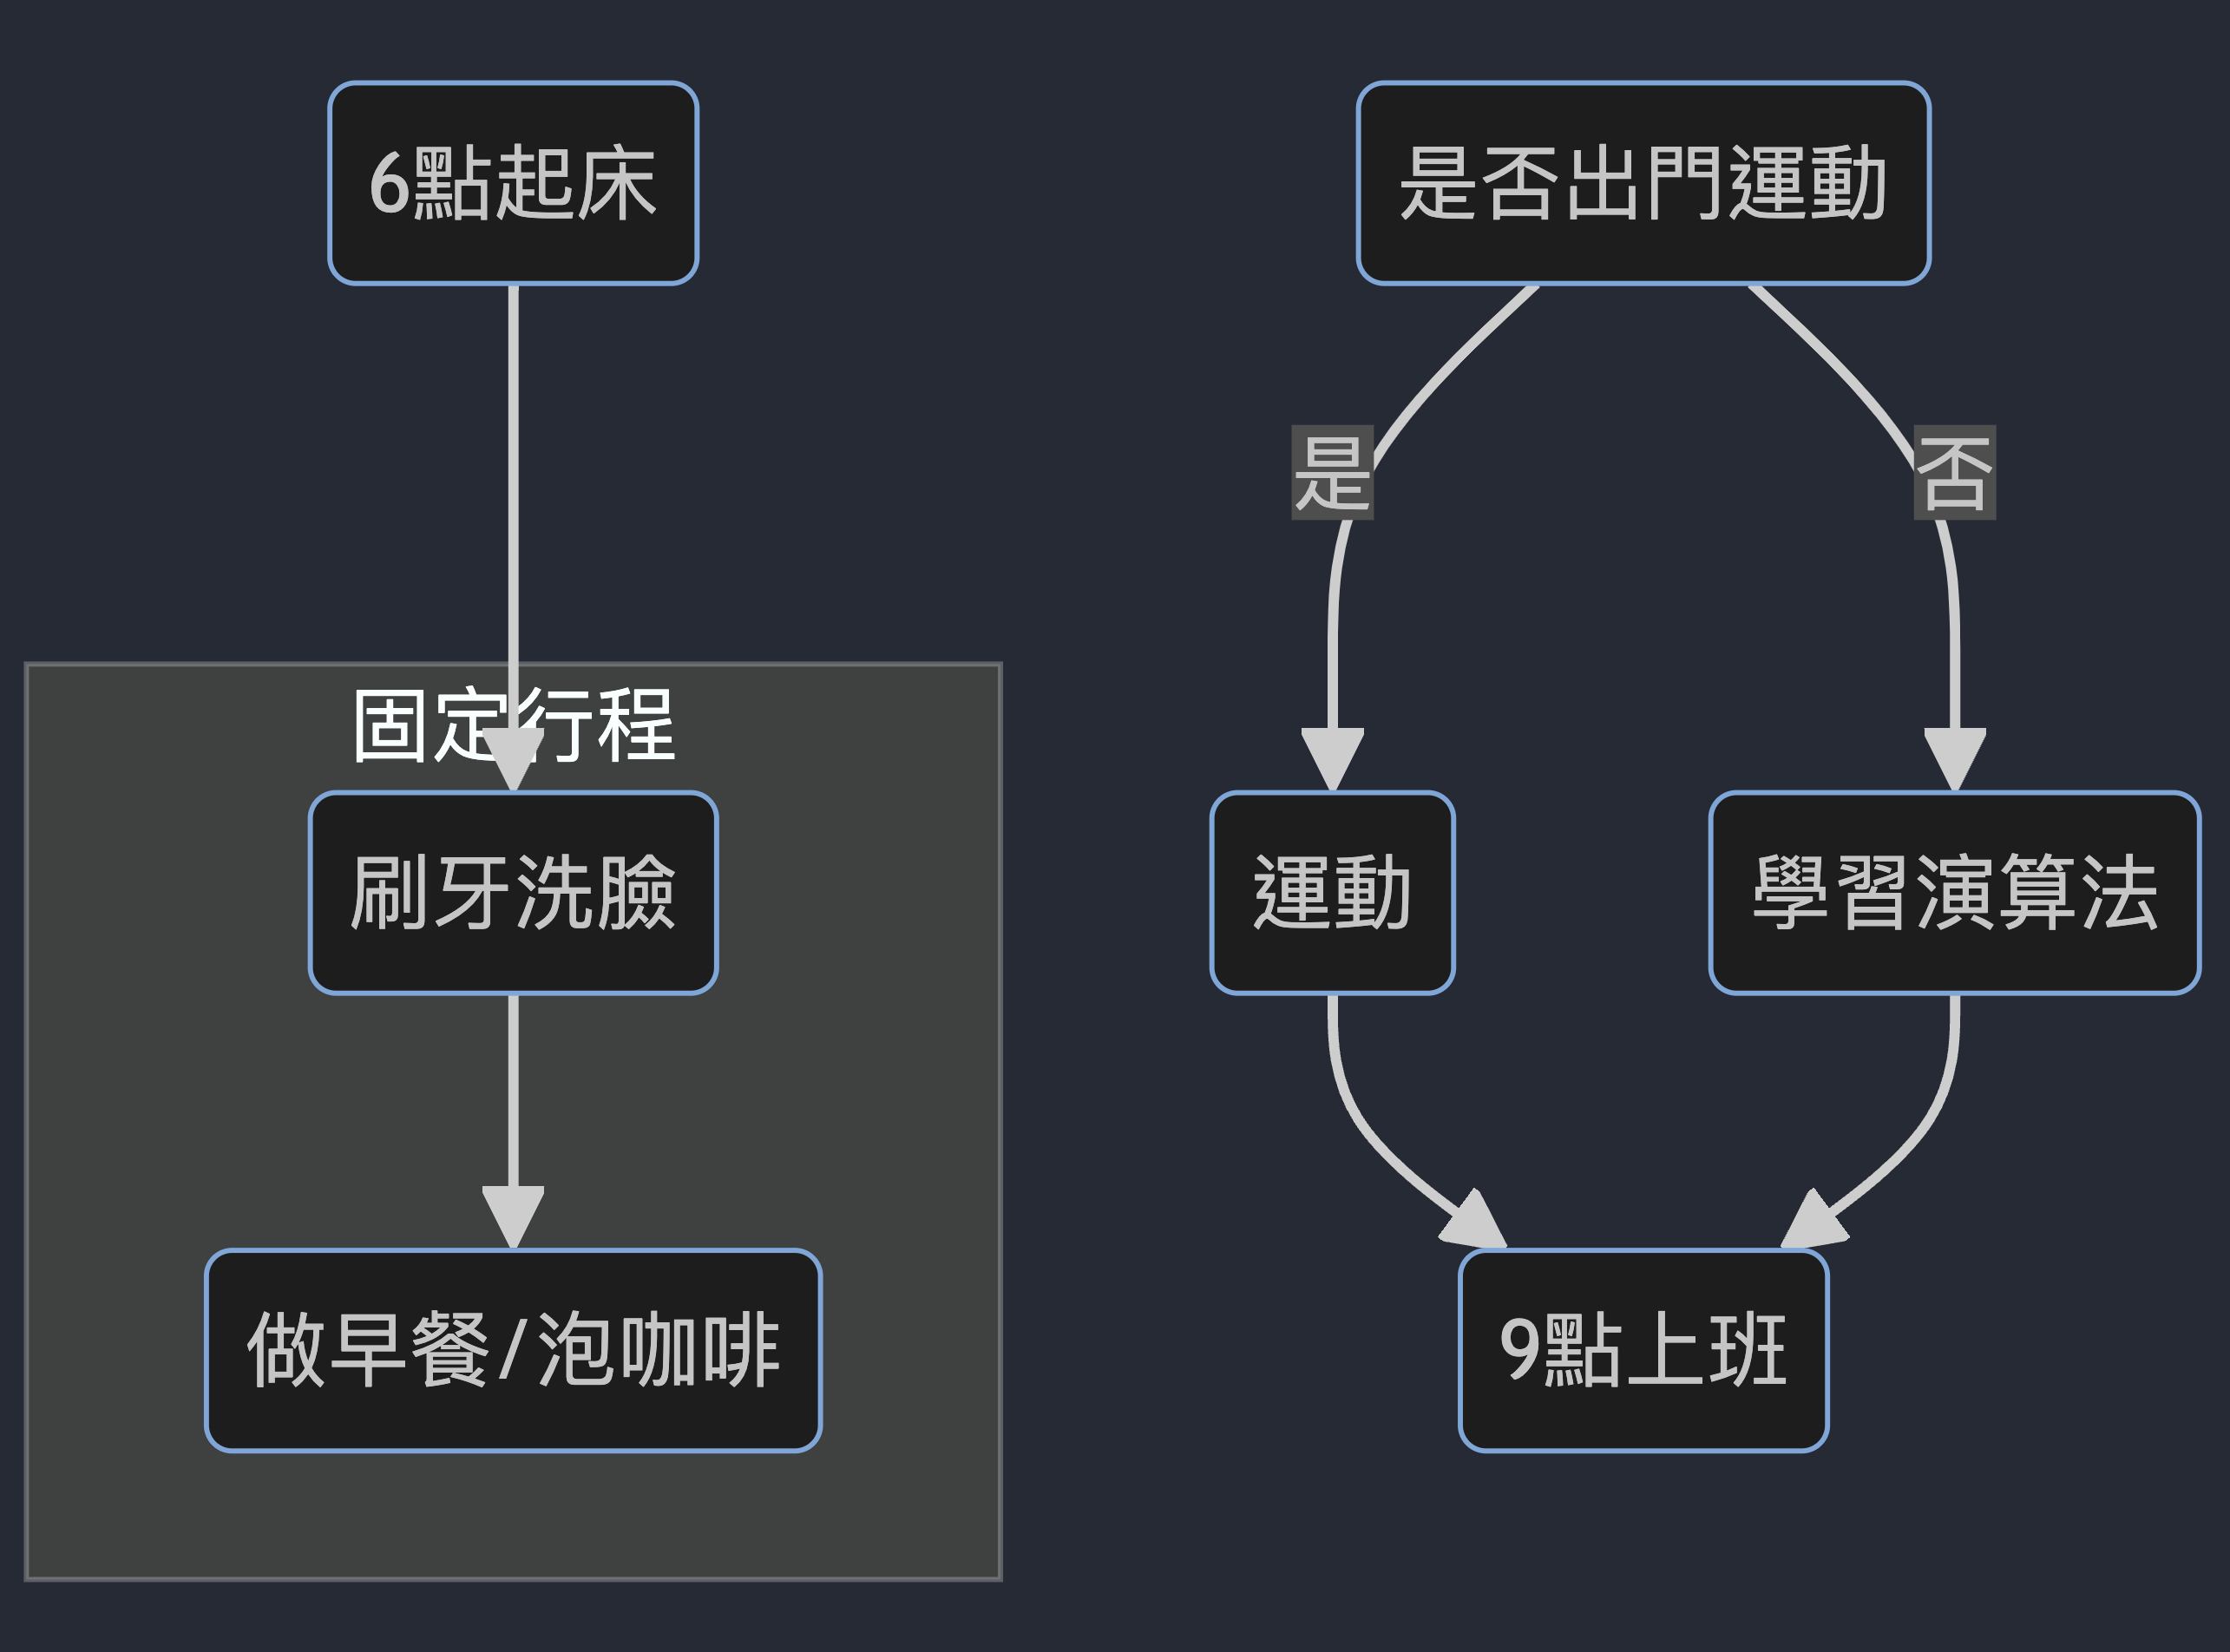 6點起床
是否出門運動
是
否
固定行程
刷牙洗臉
運動
學習演算法
做早餐/泡咖啡
9點上班